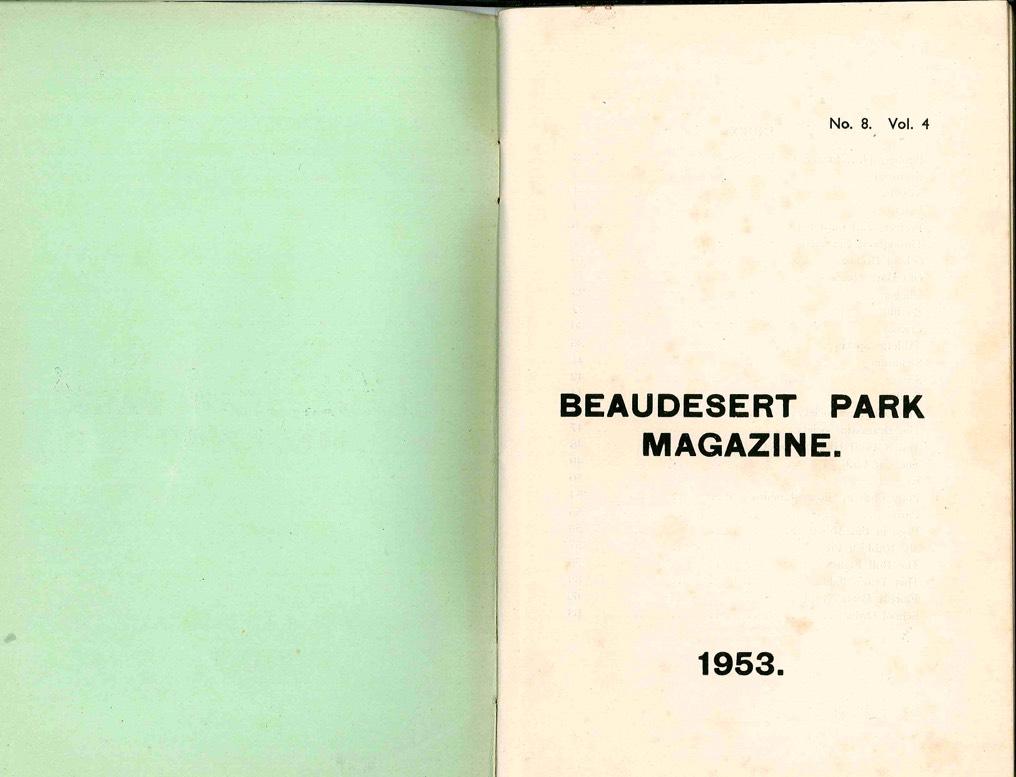 No. 8. Vol. 4
BEAUDESERT PARK
MAGAZINE.
1953.